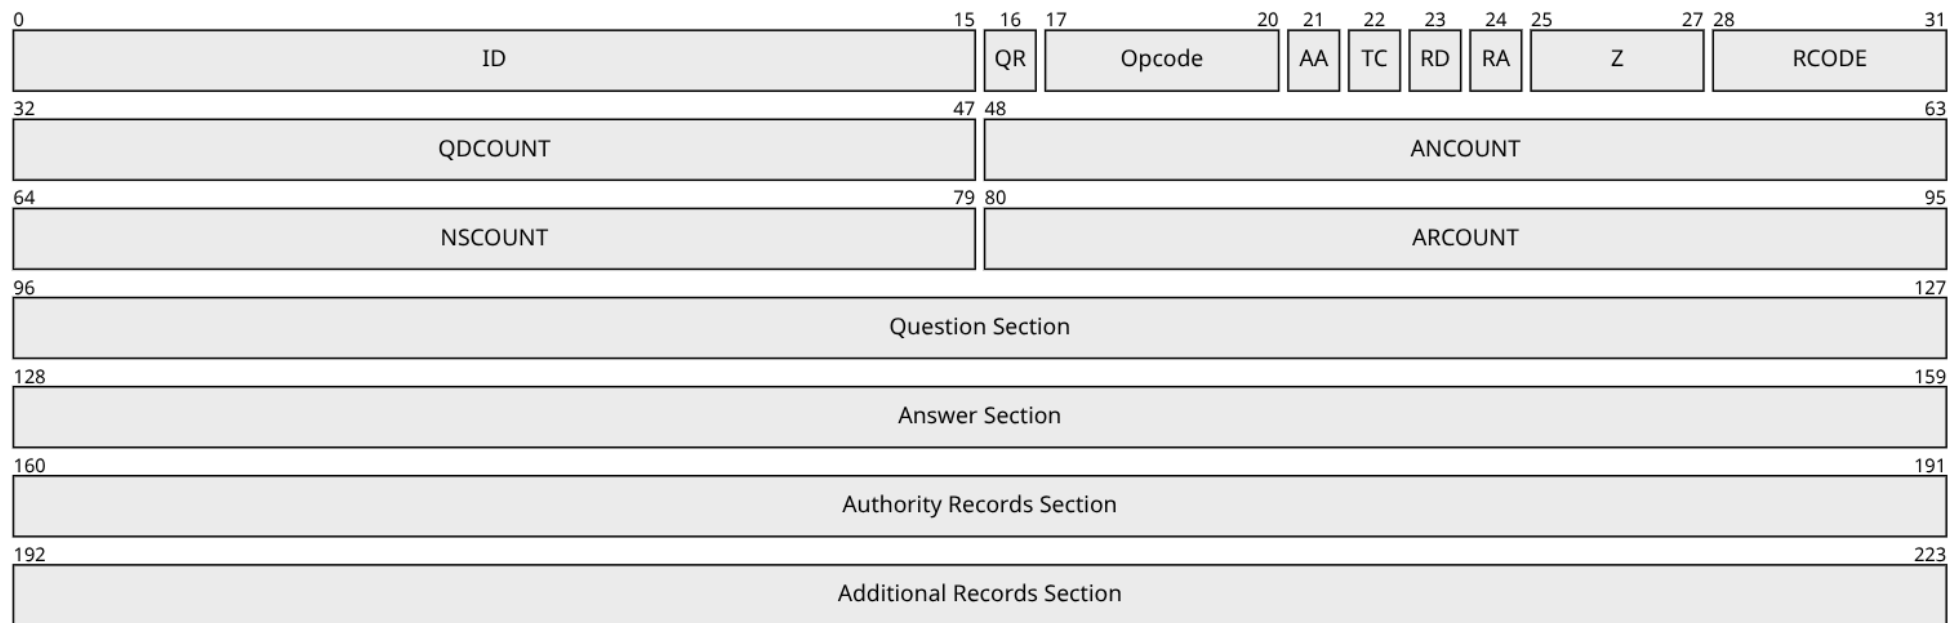 0 15 16 17 20 21 22 23 24 25 27 28 31
ID QR Opcode AA TC RD RA Z RCODE
32 47 48 63
QDCOUNT ANCOUNT
64 79 80 95
NSCOUNT ARCOUNT
96 127
Question Section
128 159
Answer Section
160 191
Authority Records Section
192 223
Additional Records Section